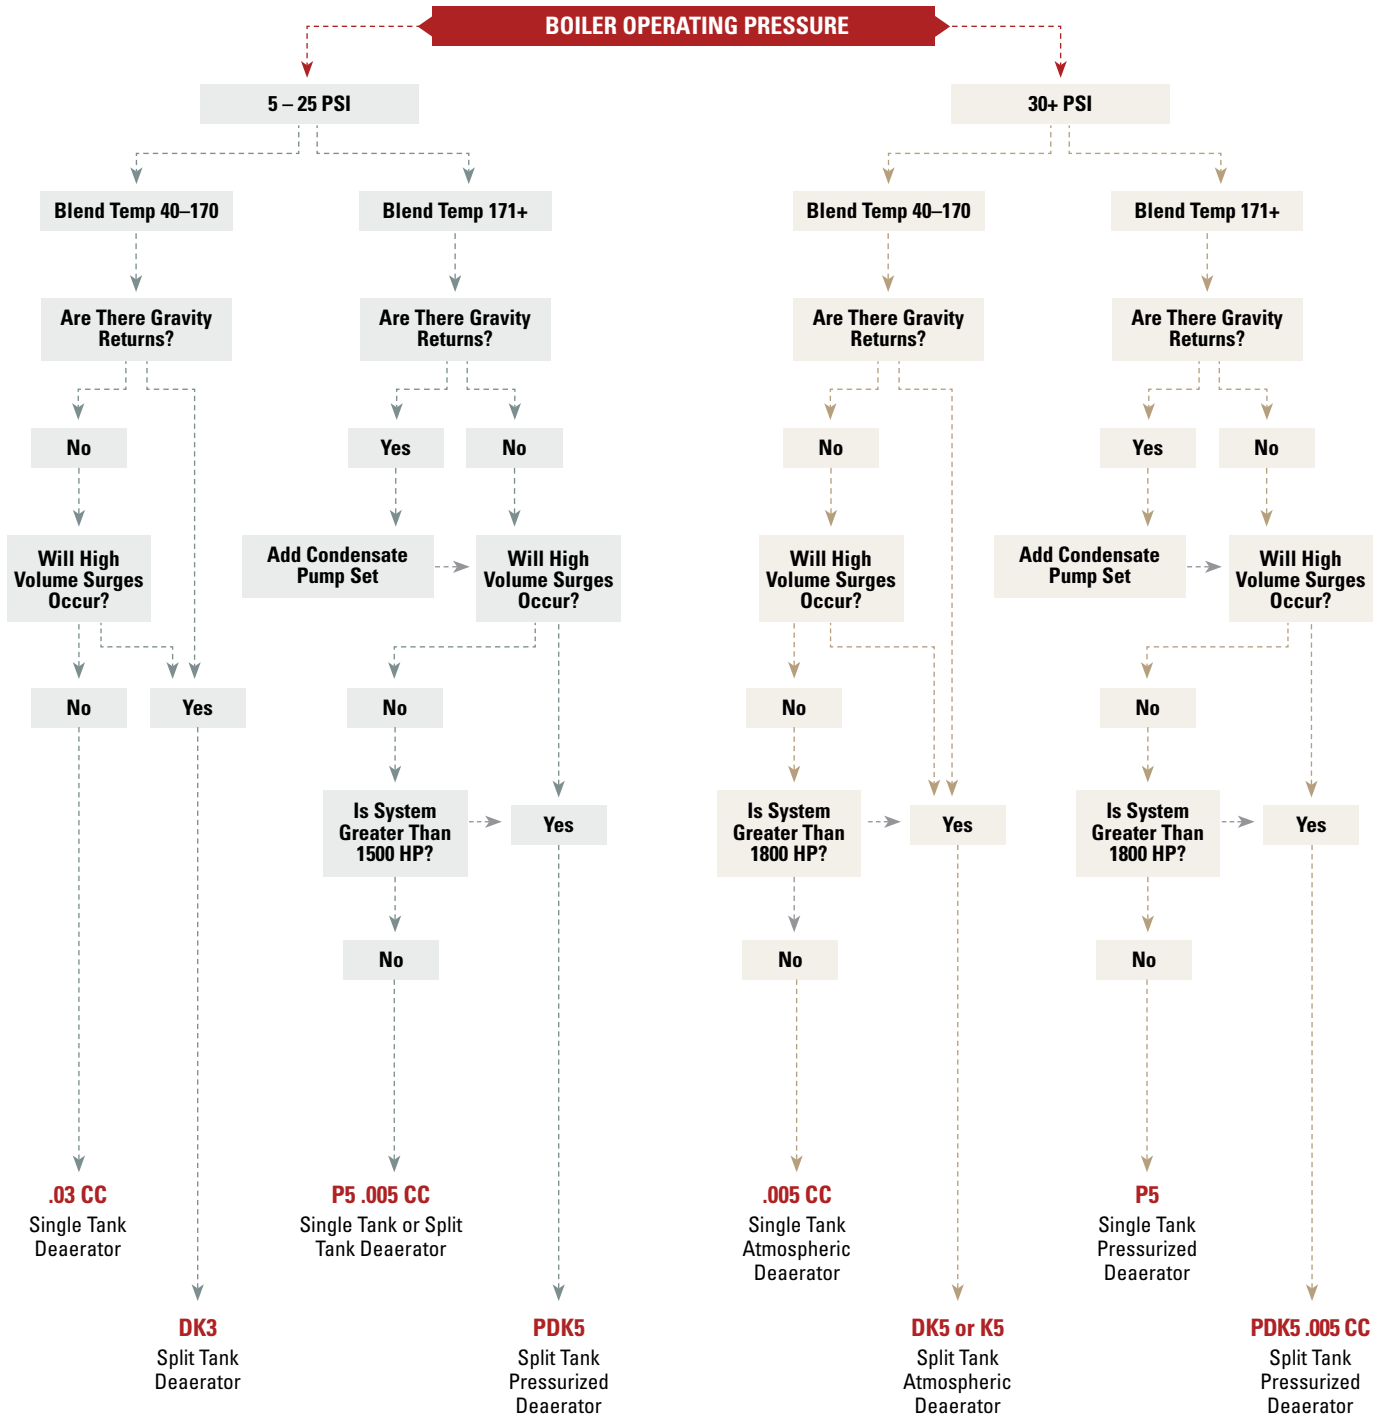 BOILER OPERATING PRESSURE
5 – 25 PSI
30+ PSI
Blend Temp 40–170
Blend Temp 171+
Blend Temp 40–170
Blend Temp 171+
Are There Gravity
Returns?
Are There Gravity
Returns?
Are There Gravity
Returns?
Are There Gravity
Returns?
No
Yes
No
No
Yes
No
Will High
Volume Surges
Occur?
Add Condensate
Pump Set
Will High
Volume Surges
Occur?
Will High
Volume Surges
Occur?
Add Condensate
Pump Set
Will High
Volume Surges
Occur?
No
Yes
No
No
No
Is System
Greater Than
1500 HP?
Yes
Is System
Greater Than
1800 HP?
Yes
Is System
Greater Than
1800 HP?
Yes
No
No
No
.03 CC
Single Tank
Deaerator
P5 .005 CC
Single Tank or Split
Tank Deaerator
.005 CC
Single Tank
Atmospheric
Deaerator
P5
Single Tank
Pressurized
Deaerator
DK3
Split Tank
Deaerator
PDK5
Split Tank
Pressurized
Deaerator
DK5 or K5
Split Tank
Atmospheric
Deaerator
PDK5 .005 CC
Split Tank
Pressurized
Deaerator